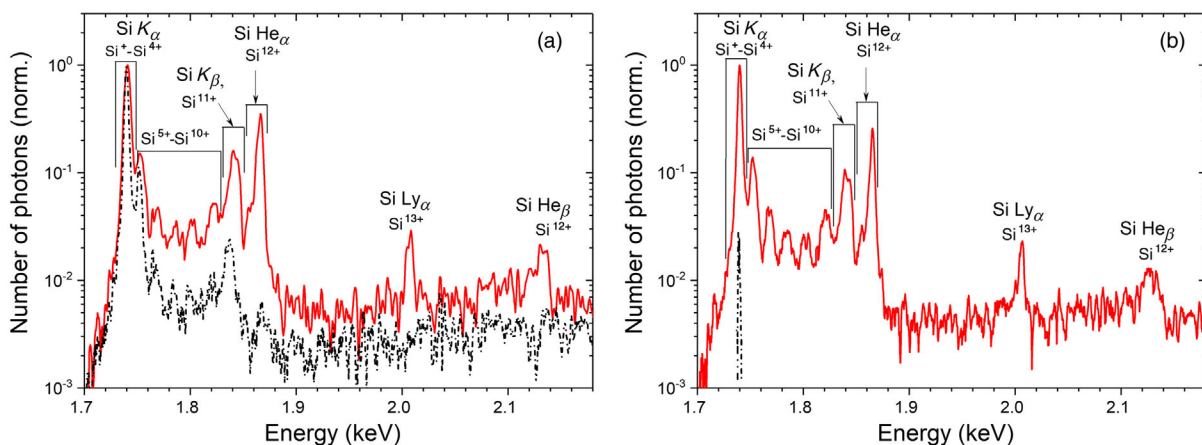 (a)
Si Kα
Si⁺-Si⁴⁺
Si⁵⁺-Si¹⁰⁺
Si Kβ,
Si¹¹⁺
Si Heα
Si¹²⁺
Si Lyα
Si¹³⁺
Si Heβ
Si¹²⁺
Number of photons (norm.)
10⁰
10⁻¹
10⁻²
10⁻³
1.7
1.8
1.9
2.0
2.1
Energy (keV)
(b)
Si Kα
Si⁺-Si⁴⁺
Si⁵⁺-Si¹⁰⁺
Si Kβ,
Si¹¹⁺
Si Heα
Si¹²⁺
Si Lyα
Si¹³⁺
Si Heβ
Si¹²⁺
Number of photons (norm.)
10⁰
10⁻¹
10⁻²
10⁻³
1.7
1.8
1.9
2.0
2.1
Energy (keV)